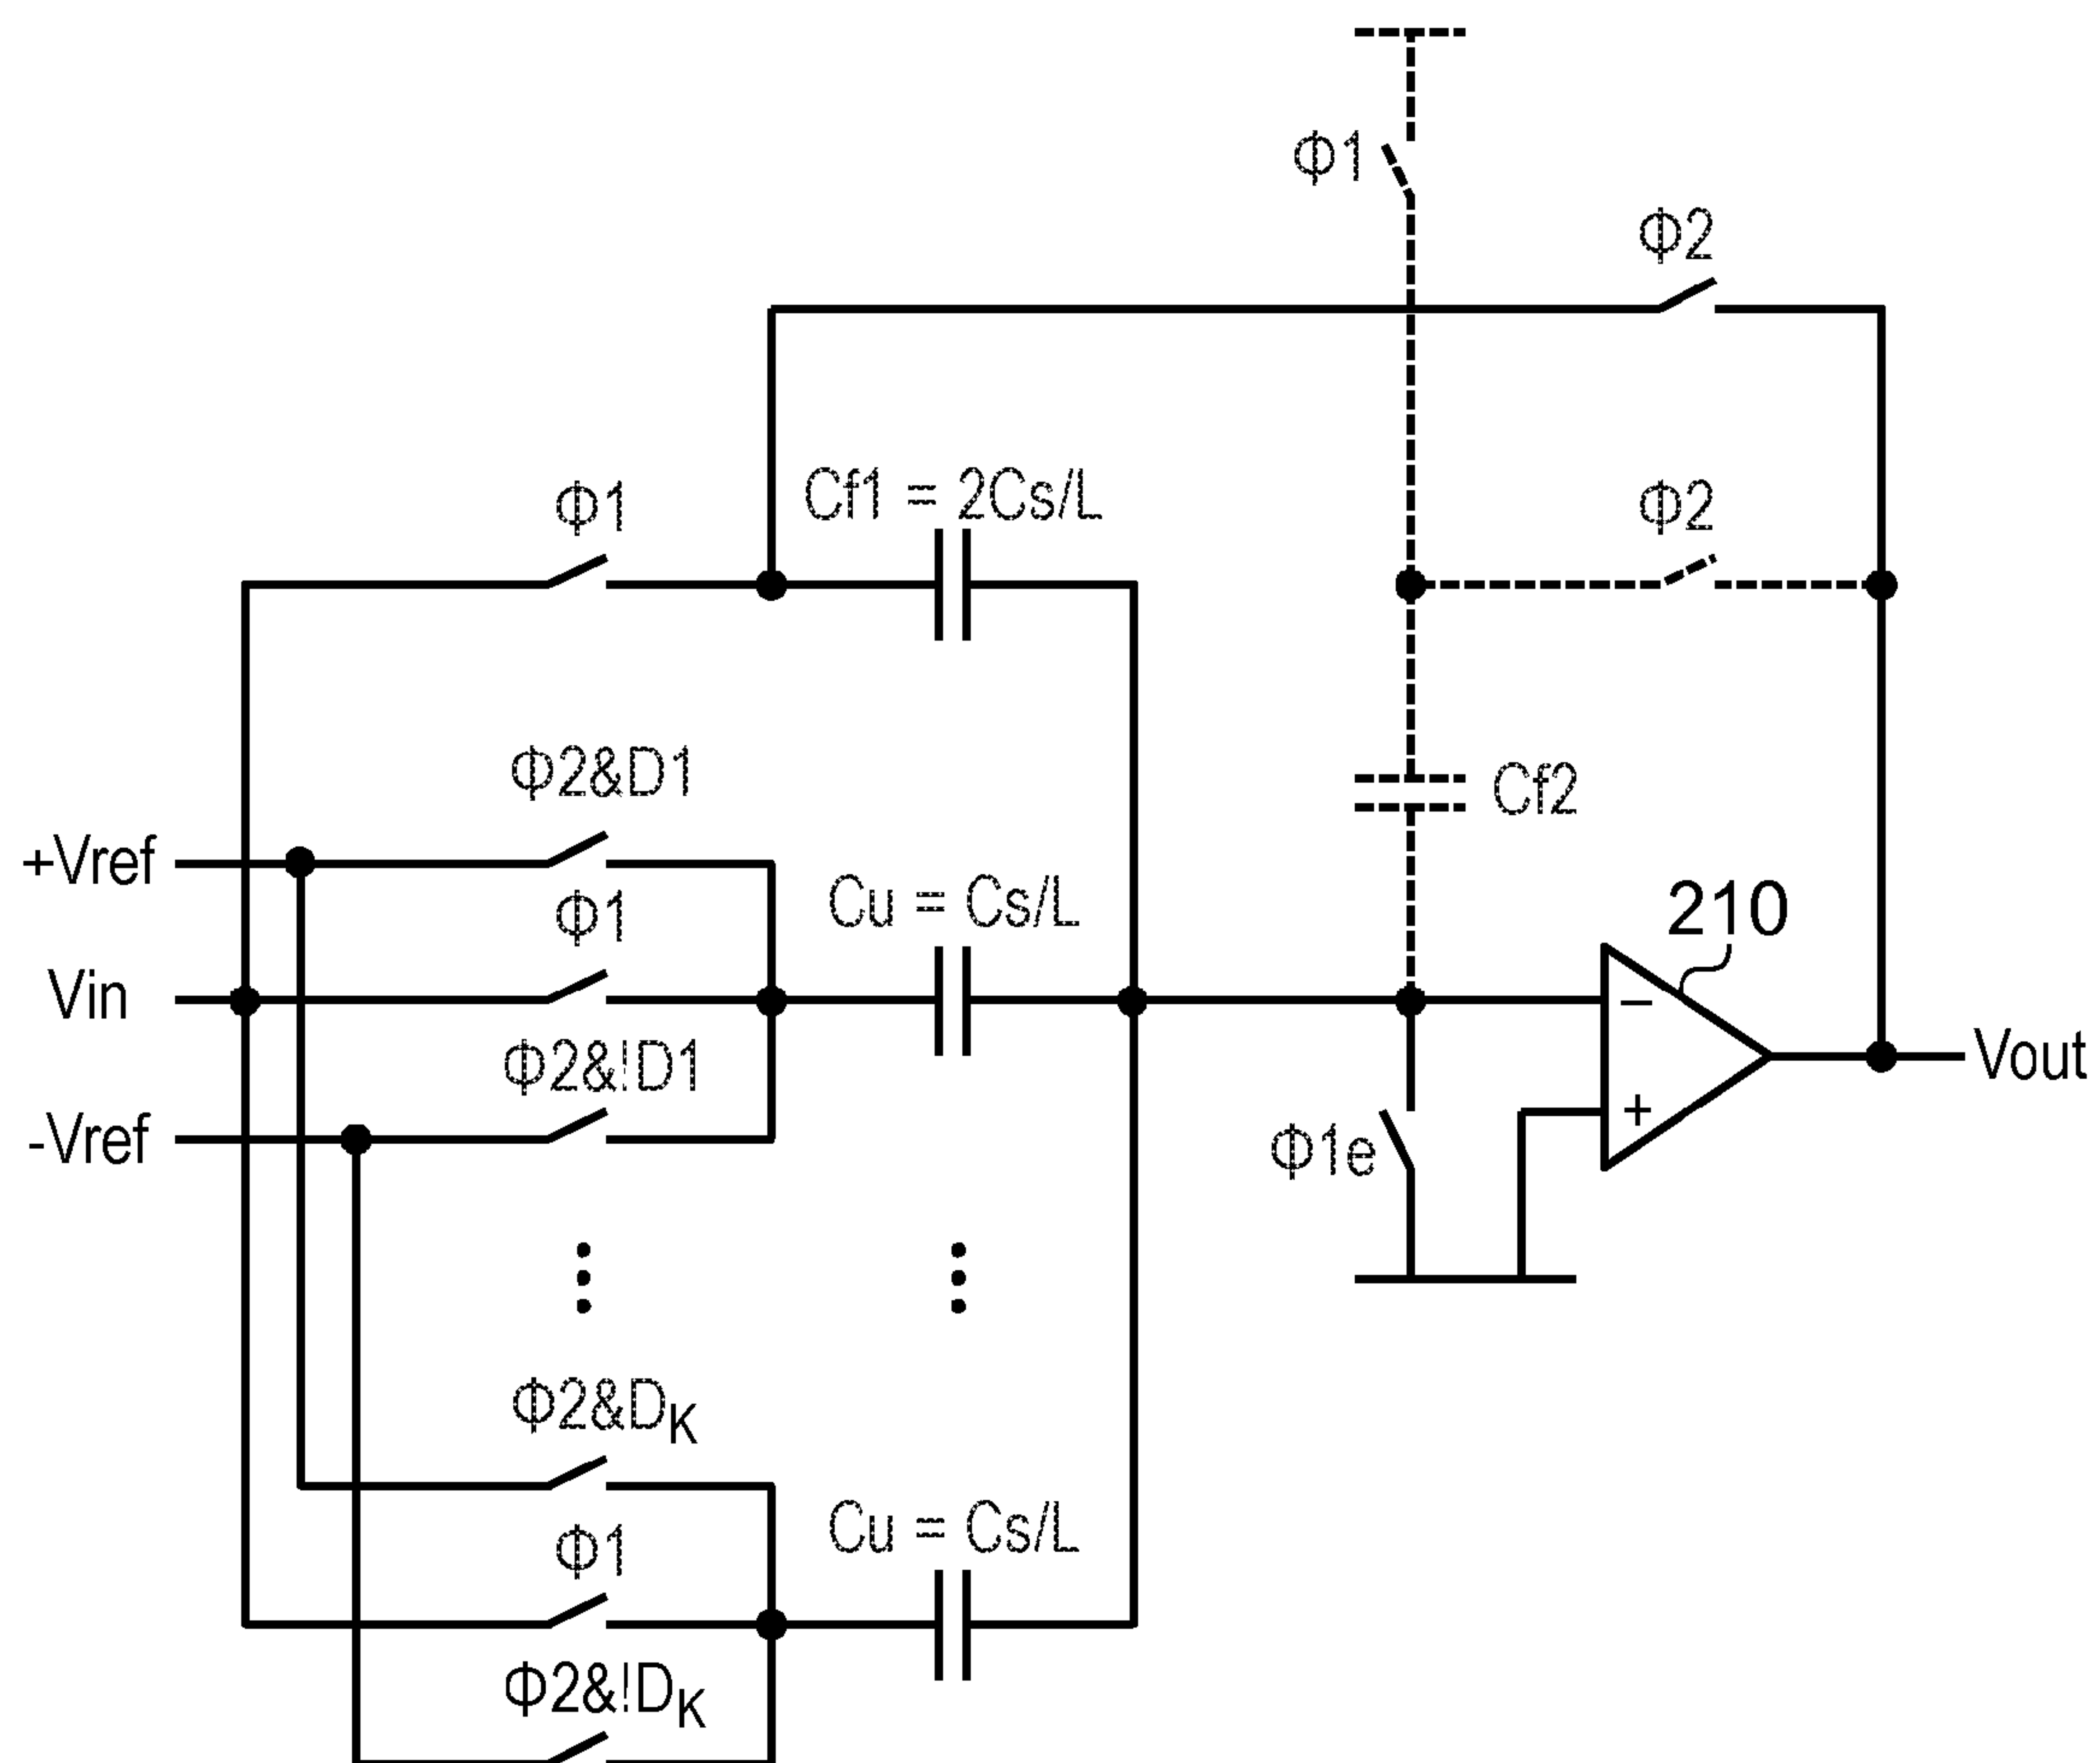 Φ1
Φ2
Φ1
Cf1 = 2Cs/L
Φ2
Φ2&D1
Cf2
+Vref
Φ1
Cu = Cs/L
210
Vin
−
Φ2&!D1
Vout
-Vref
+
Φ1e
Φ2&DK
Φ1
Cu = Cs/L
Φ2&!DK